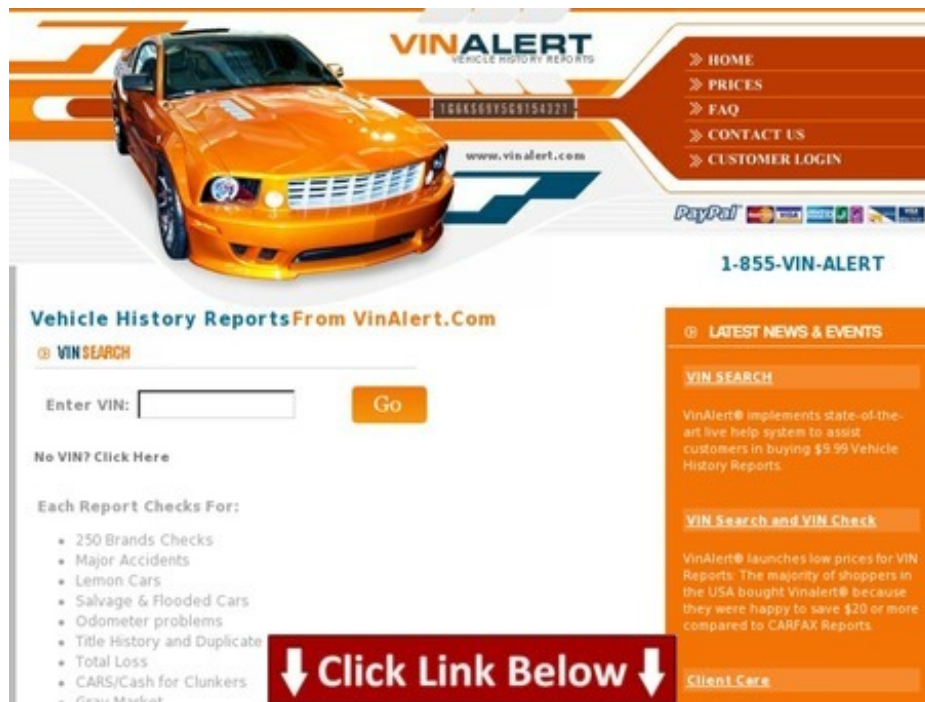 VINALERT
VEHICLE HISTORY REPORTS
www.vinalert.com
HOME
PRICES
FAQ
CONTACT US
CUSTOMER LOGIN
PayPal VISA
1-855-VIN-ALERT
Vehicle History Reports From VinAlert.Com
VIN SEARCH
Enter VIN:
Go
No VIN? Click Here
Each Report Checks For:
250 Brands Checks
Major Accidents
Lemon Cars
Salvage & Flooded Cars
Odometer problems
Title History and Duplicate
Total Loss
CARS/Cash for Clunkers
Gray Market
Click Link Below
LATEST NEWS & EVENTS
VIN SEARCH
VinAlert® implements state-of-the-
art live help system to assist
customers in buying $9.99 Vehicle
History Reports.
VIN Search and VIN Check
VinAlert® launches low prices for VIN
Reports: The majority of shoppers in
the USA bought Vinalert® because
they were happy to save $20 or more
compared to CARFAX Reports.
Client Care